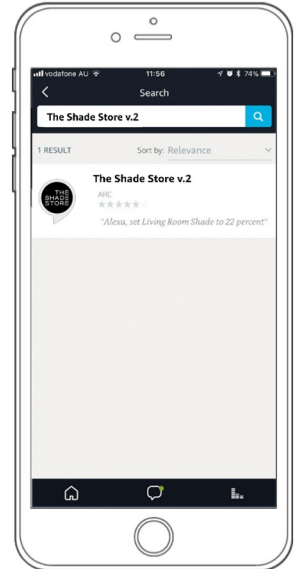 vodafone AU 11:56 74%
Search
The Shade Store v.2
1 RESULT Sort by: Relevance
The Shade Store v.2
THE
SHADE
STORE
ARC
"Alexa, set Living Room Shade to 22 percent"